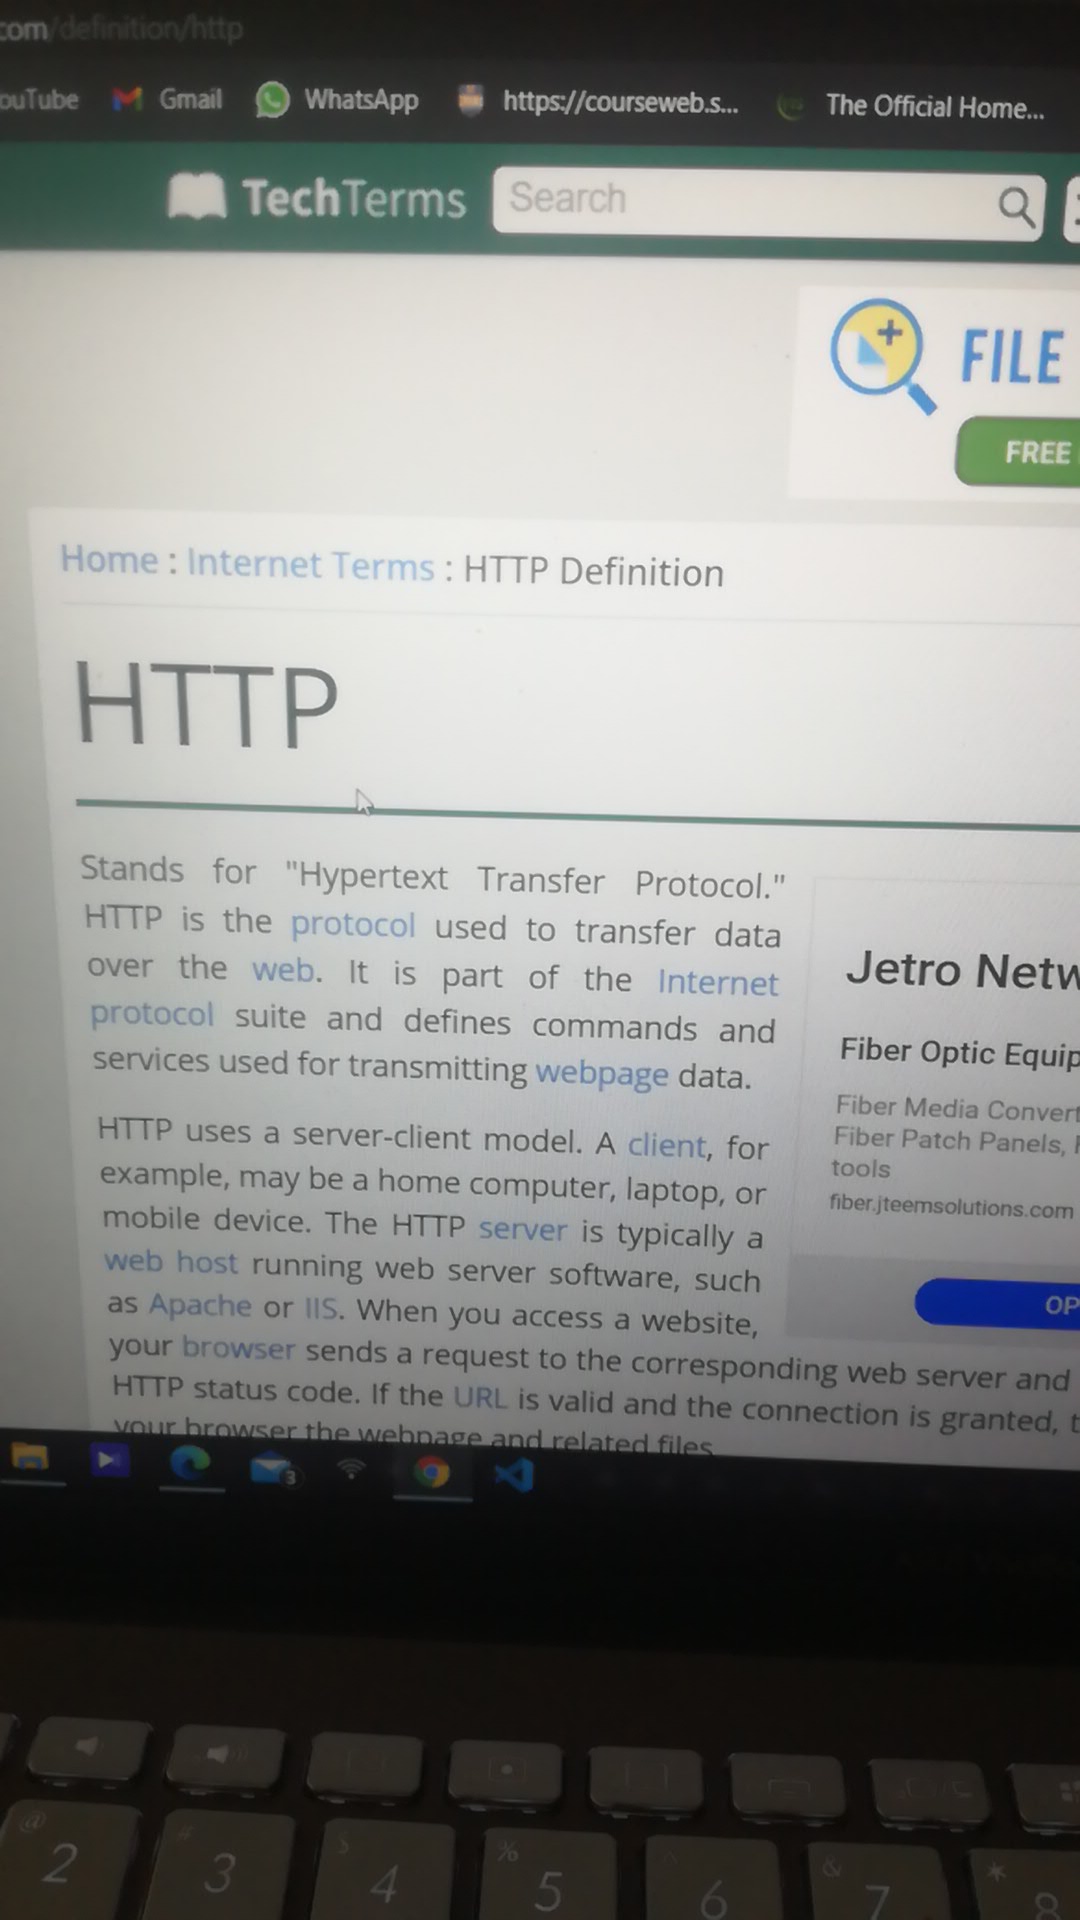 com/definition/http
ouTube Gmail WhatsApp https://courseweb.s... The Official Home...
TechTerms Search
FILE
FREE
Home : Internet Terms : HTTP Definition
HTTP
Stands for "Hypertext Transfer Protocol."
HTTP is the protocol used to transfer data
over the web. It is part of the Internet
protocol suite and defines commands and
services used for transmitting webpage data.
HTTP uses a server-client model. A client, for
example, may be a home computer, laptop, or
mobile device. The HTTP server is typically a
web host running web server software, such
as Apache or IIS. When you access a website,
your browser sends a request to the corresponding web server and
HTTP status code. If the URL is valid and the connection is granted, t
your browser the webpage and related files.
Jetro Netw
Fiber Optic Equip
Fiber Media Convert
Fiber Patch Panels,
tools
fiber.jteemsolutions.com
OP
3
@ # $ % ^ & *
2 3 4 5 6 7 8